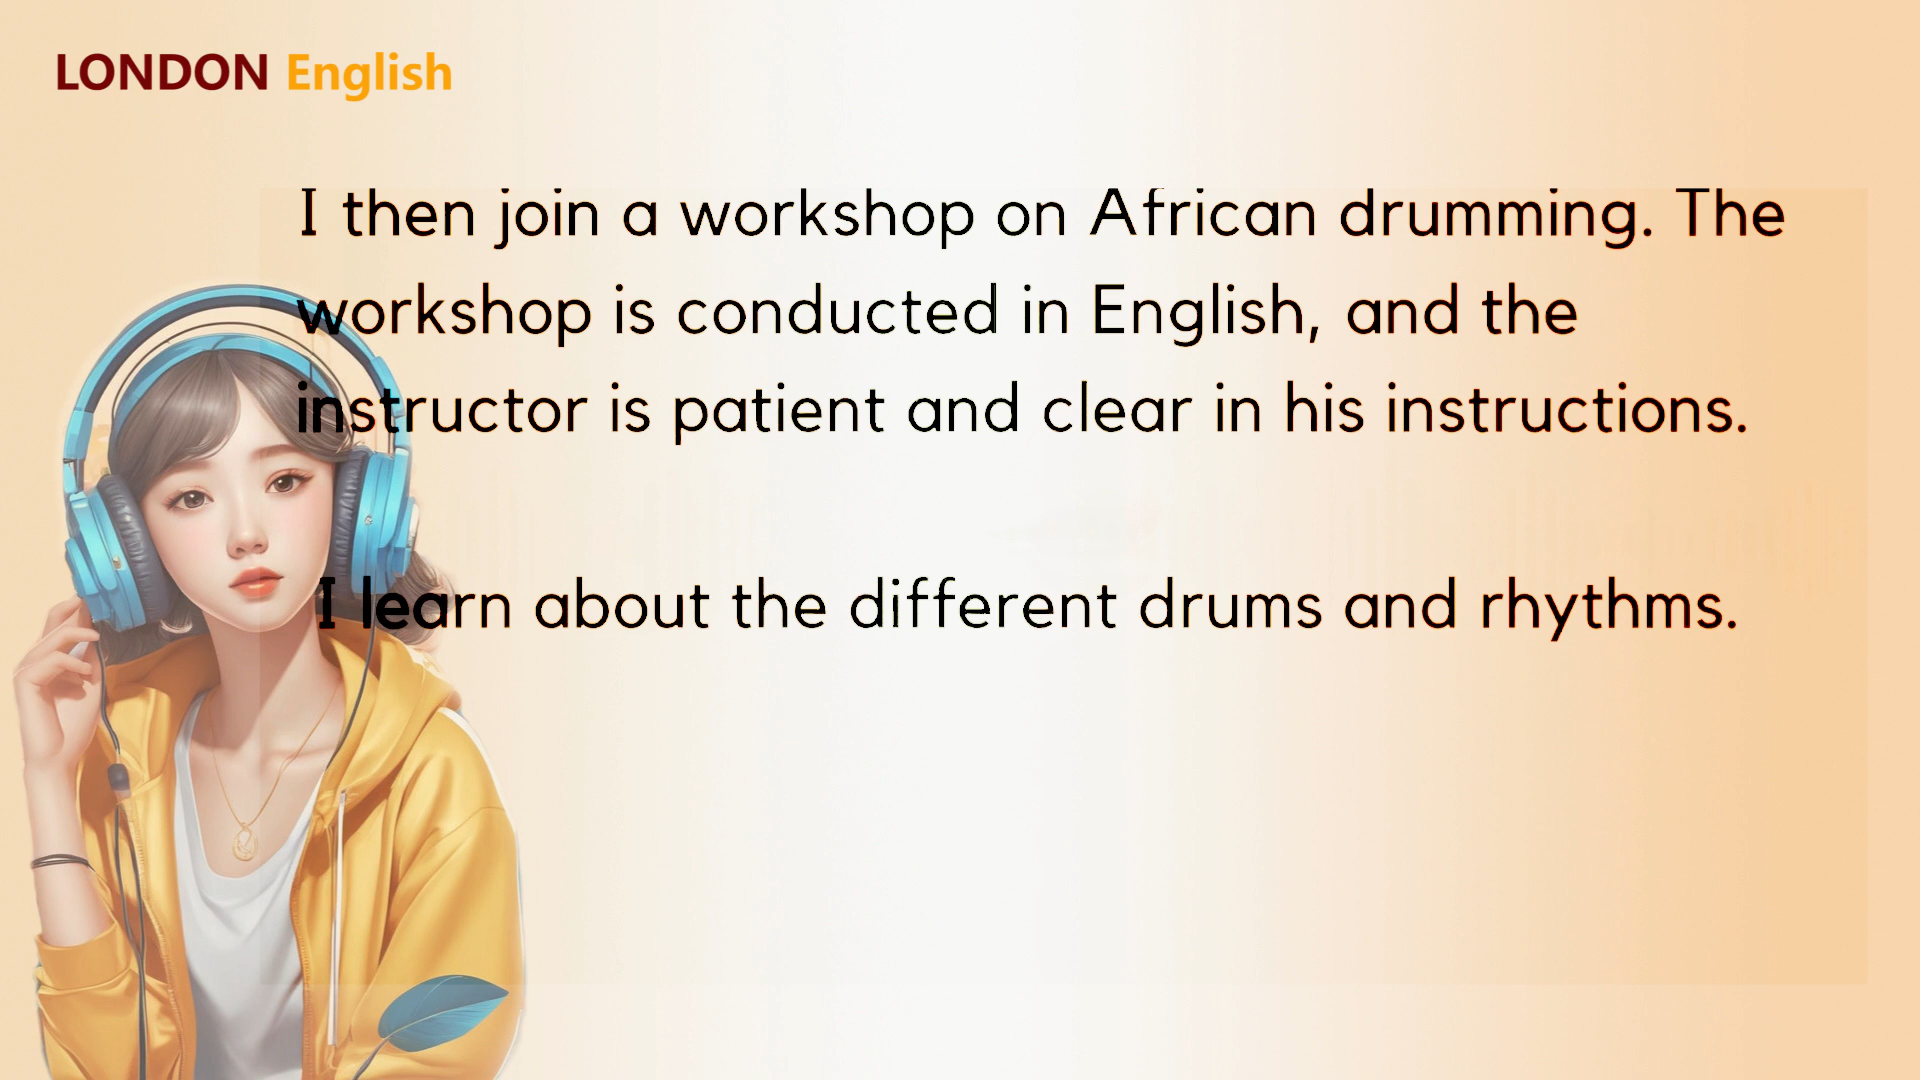 LONDON English
I then join a workshop on African drumming. The
workshop is conducted in English, and the
instructor is patient and clear in his instructions.
I learn about the different drums and rhythms.